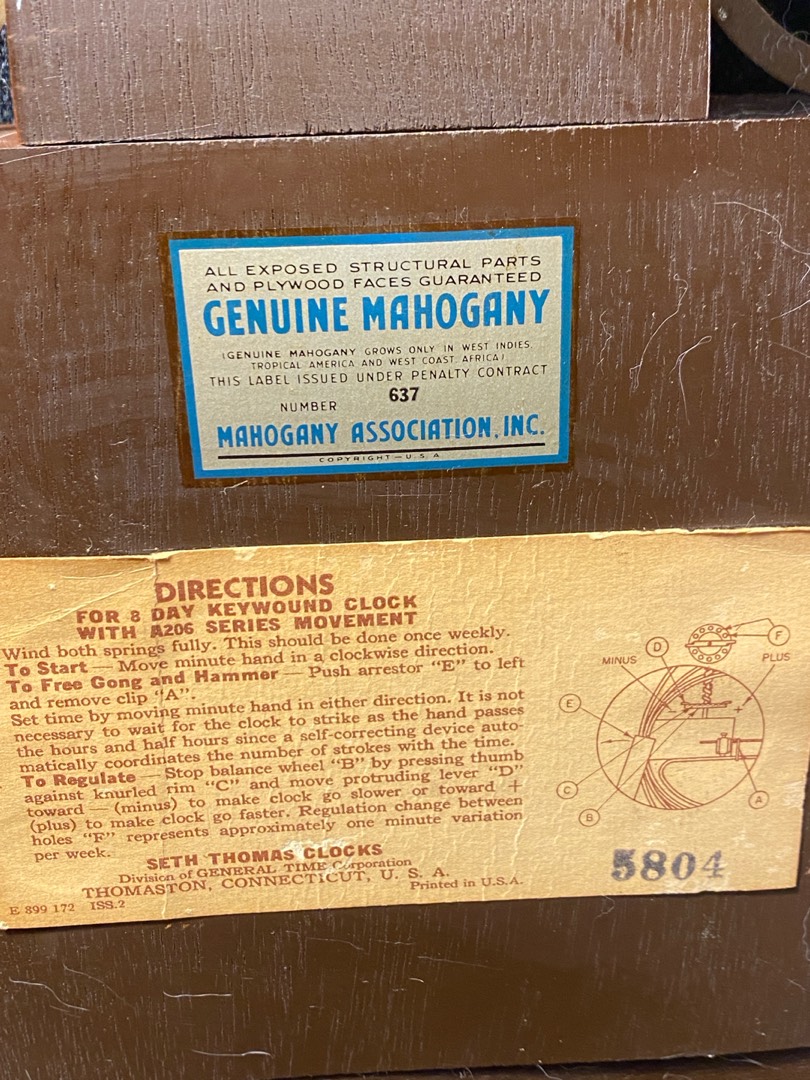 ALL EXPOSED STRUCTURAL PARTS
AND PLYWOOD FACES GUARANTEED
GENUINE MAHOGANY
(GENUINE MAHOGANY GROWS ONLY IN WEST INDIES,
TROPICAL AMERICA AND WEST COAST, AFRICA)
THIS LABEL ISSUED UNDER PENALTY CONTRACT
NUMBER 637
MAHOGANY ASSOCIATION, INC.
COPYRIGHT—U.S.A.
DIRECTIONS
FOR 8 DAY KEYWOUND CLOCK
WITH A206 SERIES MOVEMENT
Wind both springs fully. This should be done once weekly.
To Start — Move minute hand in a clockwise direction.
To Free Gong and Hammer — Push arrestor "E" to left
and remove clip "A".
Set time by moving minute hand in either direction. It is not
necessary to wait for the clock to strike as the hand passes
the hours and half hours since a self-correcting device auto-
matically coordinates the number of strokes with the time.
To Regulate — Stop balance wheel "B" by pressing thumb
against knurled rim "C" and move protruding lever "D"
toward — (minus) to make clock go slower or toward +
(plus) to make clock go faster. Regulation change between
holes "F" represents approximately one minute variation
per week.
SETH THOMAS CLOCKS
Division of GENERAL TIME Corporation
THOMASTON, CONNECTICUT, U. S. A.
Printed in U.S.A.
E 899 172 ISS.2
F
D
MINUS
PLUS
E
C
B
A
5804